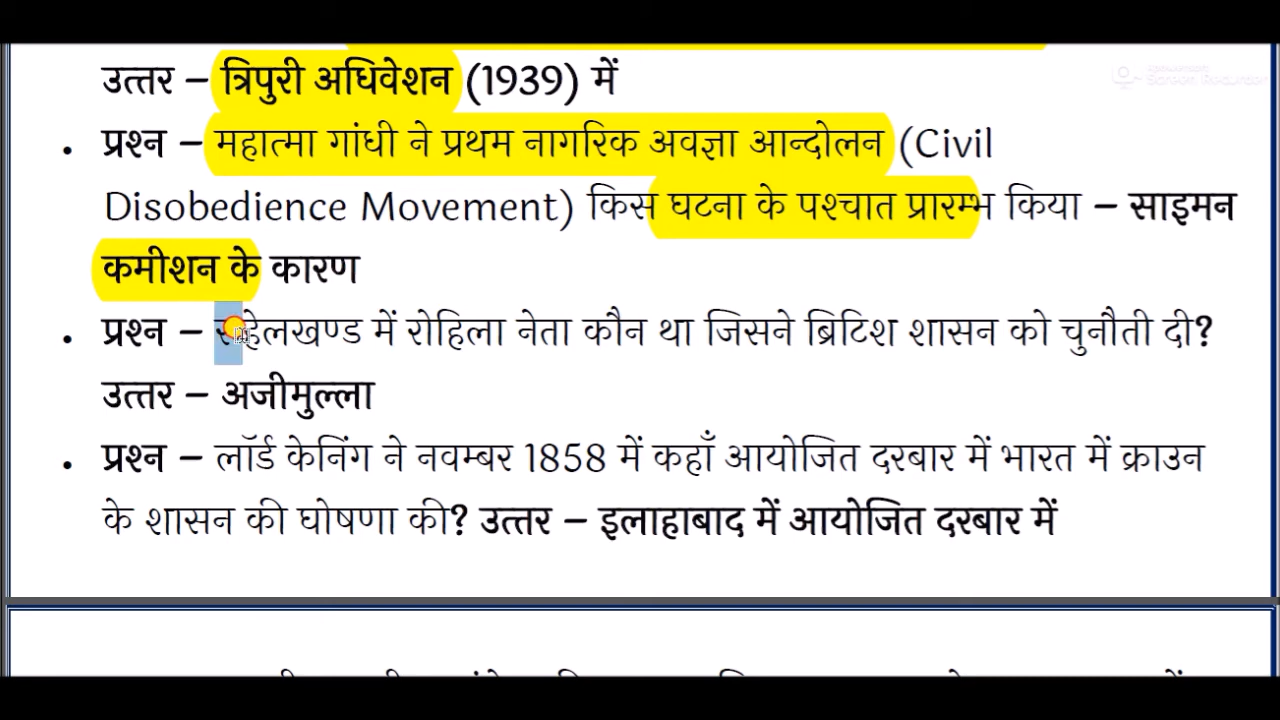 उत्तर – त्रिपुरी अधिवेशन (1939) में
• प्रश्न – महात्मा गांधी ने प्रथम नागरिक अवज्ञा आन्दोलन (Civil
Disobedience Movement) किस घटना के पश्चात प्रारम्भ किया – साइमन
कमीशन के कारण
• प्रश्न – रुहेलखण्ड में रोहिला नेता कौन था जिसने ब्रिटिश शासन को चुनौती दी?
उत्तर – अजीमुल्ला
• प्रश्न – लॉर्ड केनिंग ने नवम्बर 1858 में कहाँ आयोजित दरबार में भारत में क्राउन
के शासन की घोषणा की? उत्तर – इलाहाबाद में आयोजित दरबार में